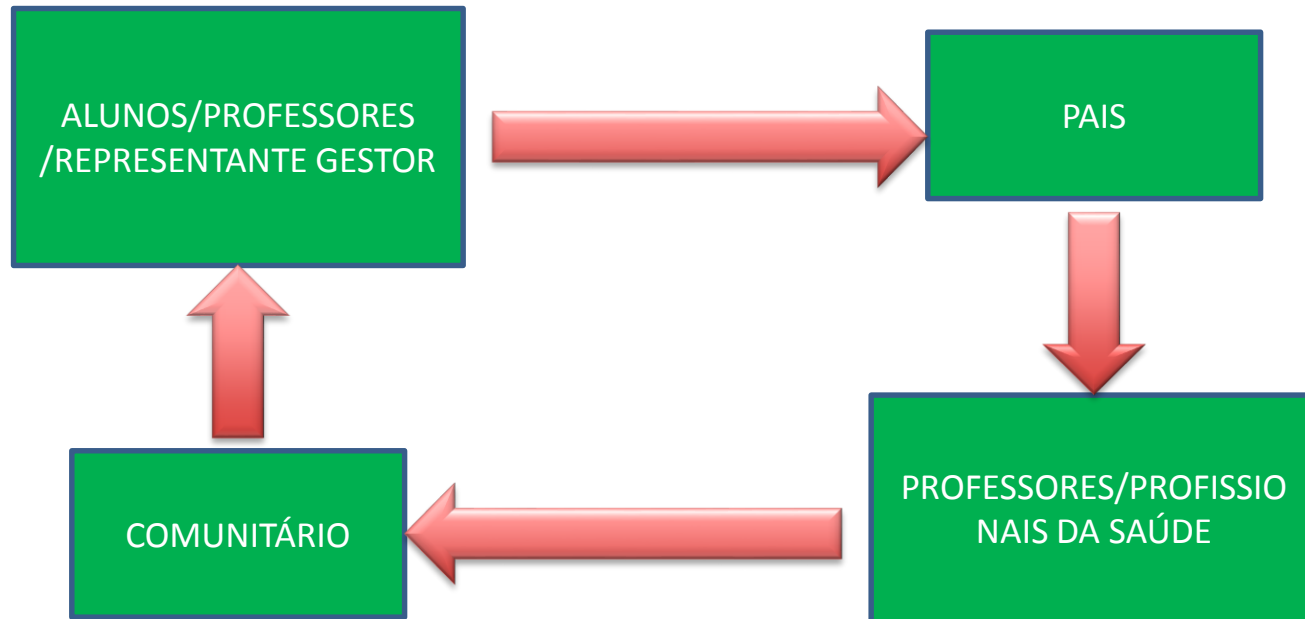 ALUNOS/PROFESSORES
/REPRESENTANTE GESTOR
PAIS
PROFESSORES/PROFISSIO
NAIS DA SAÚDE
COMUNITÁRIO